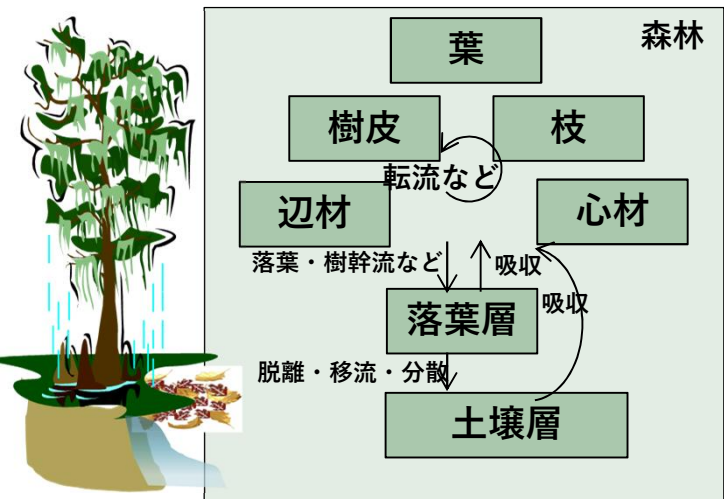 森林
葉
樹皮
枝
転流など
辺材
心材
落葉・樹幹流など
吸収
吸収
落葉層
脱離・移流・分散
土壌層